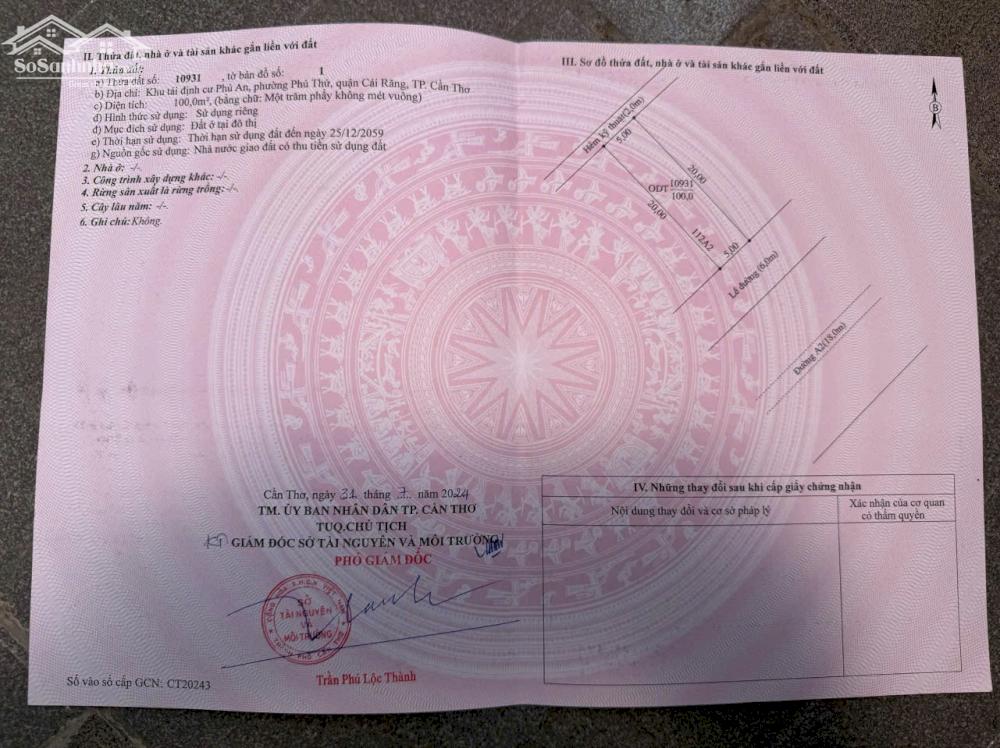 SoSanhNha
II. Thửa đất, nhà ở và tài sản khác gắn liền với đất
1. Thửa đất:
a) Thửa đất số: 10931 , tờ bản đồ số: 1
b) Địa chỉ: Khu tái định cư Phú An, phường Phú Thứ, quận Cái Răng, TP. Cần Thơ
c) Diện tích: 100,0m², (bằng chữ: Một trăm phẩy không mét vuông)
d) Hình thức sử dụng: Sử dụng riêng
đ) Mục đích sử dụng: Đất ở tại đô thị
e) Thời hạn sử dụng: Thời hạn sử dụng đất đến ngày 25/12/2059
g) Nguồn gốc sử dụng: Nhà nước giao đất có thu tiền sử dụng đất
2. Nhà ở: -/-
3. Công trình xây dựng khác: -/-
4. Rừng sản xuất là rừng trồng: -/-
5. Cây lâu năm: -/-
6. Ghi chú: Không.
Cần Thơ, ngày 31 tháng 7 năm 2024
TM. ỦY BAN NHÂN DÂN TP. CẦN THƠ
TUQ.CHỦ TỊCH
KT GIÁM ĐỐC SỞ TÀI NGUYÊN VÀ MÔI TRƯỜNG
PHÓ GIÁM ĐỐC
SỞ
TÀI NGUYÊN
VÀ
MÔI TRƯỜNG
Trần Phú Lộc Thành
Số vào sổ cấp GCN: CT20243
III. Sơ đồ thửa đất, nhà ở và tài sản khác gắn liền với đất
B
Hẻm kỹ thuật(2,0m)
5,00
20,00
ODT 10931
100,0
20,00
112A2
5,00
Lề đường (6,0m)
Đường A2(18,0m)
IV. Những thay đổi sau khi cấp giấy chứng nhận
Nội dung thay đổi và cơ sở pháp lý
Xác nhận của cơ quan
có thẩm quyền